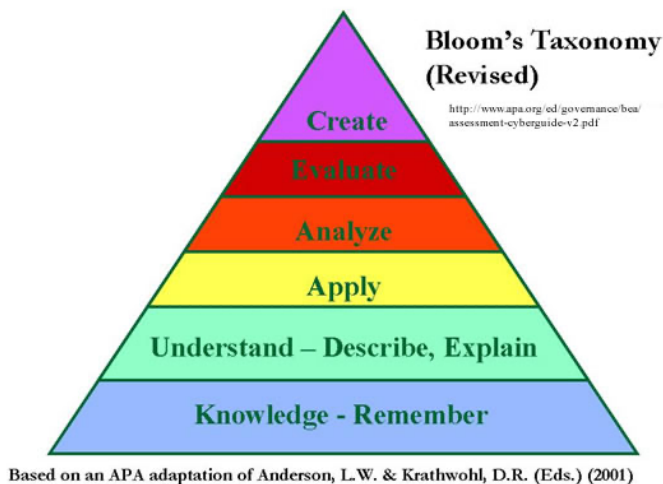 Bloom's Taxonomy
(Revised)
http://www.apa.org/ed/governance/bea/
assessment-cyberguide-v2.pdf
Create
Evaluate
Analyze
Apply
Understand – Describe, Explain
Knowledge - Remember
Based on an APA adaptation of Anderson, L.W. & Krathwohl, D.R. (Eds.) (2001)